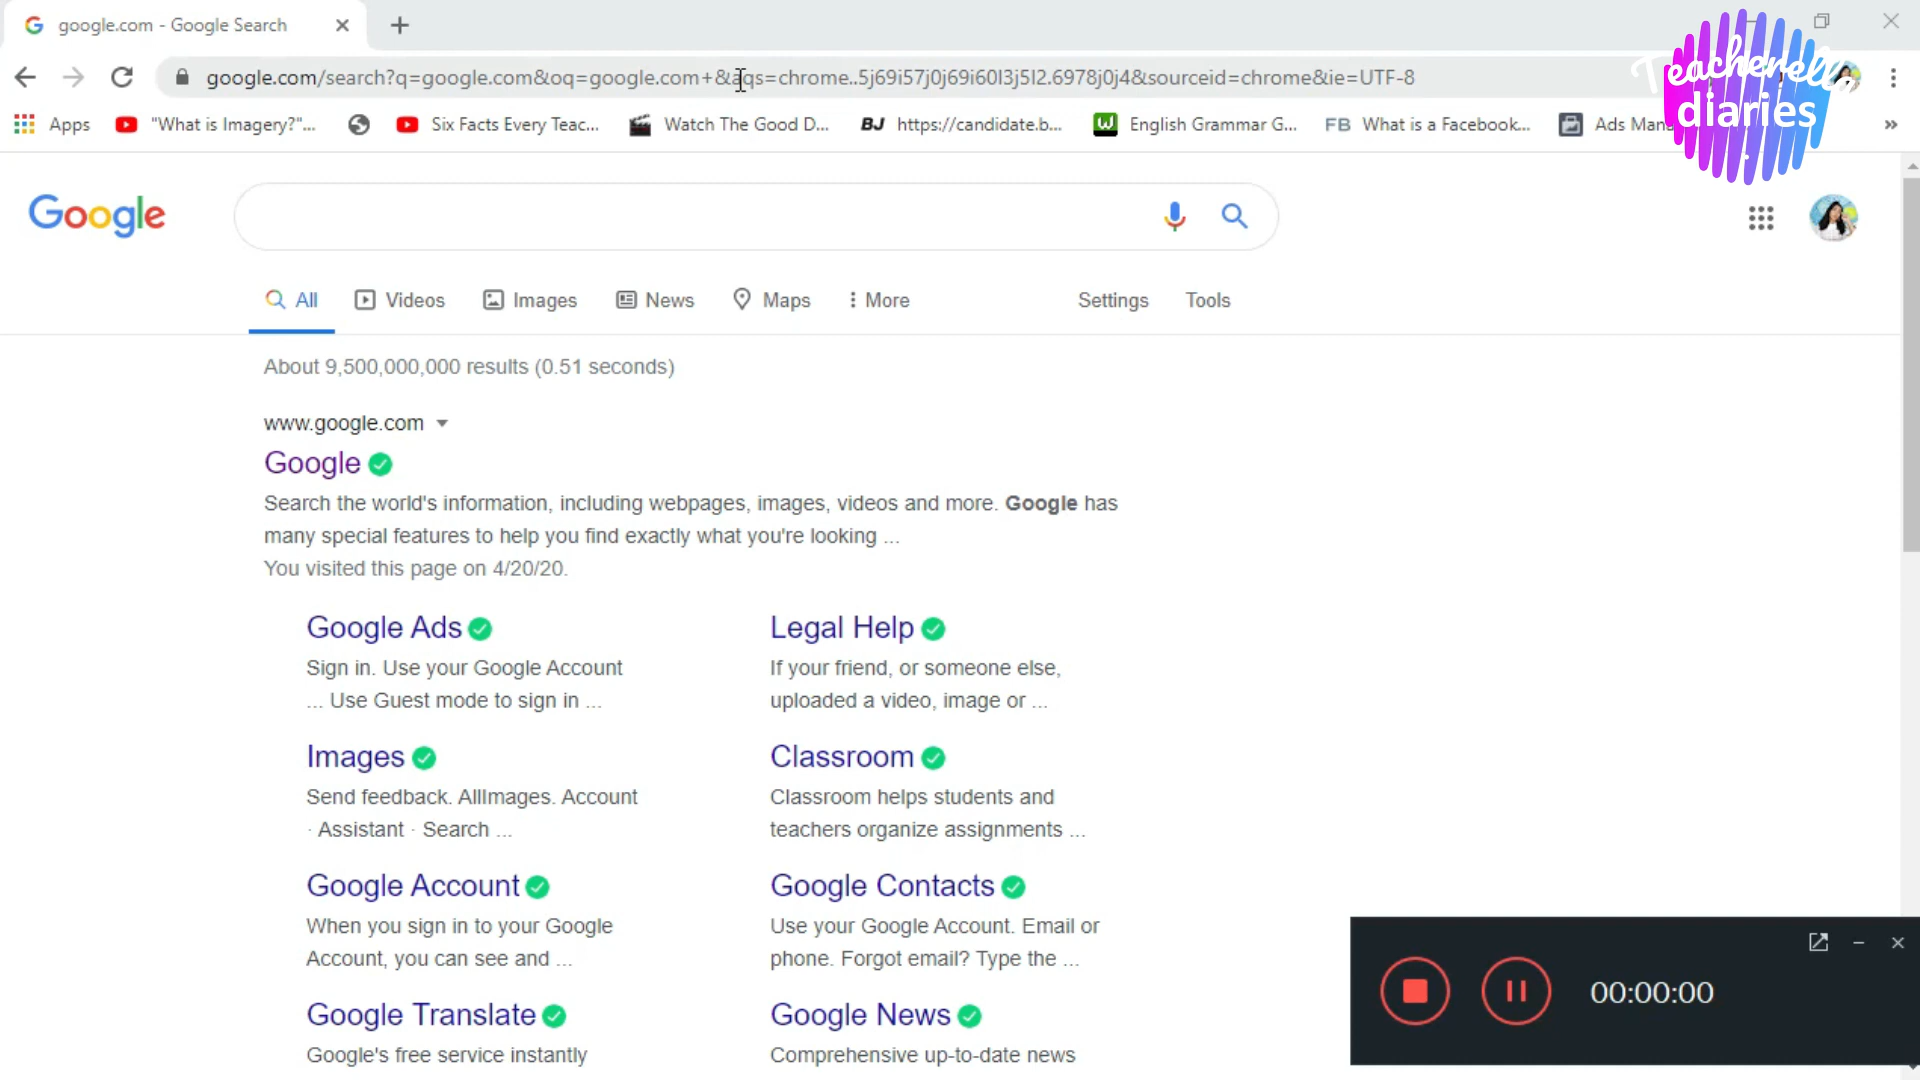 google.com - Google Search
google.com/search?q=google.com&oq=google.com+&aqs=chrome..5j69i57j0j69i60l3j5l2.6978j0j4&sourceid=chrome&ie=UTF-8
Teacherella
diaries
Apps
"What is Imagery?"...
Six Facts Every Teac...
Watch The Good D...
BJ https://candidate.b...
English Grammar G...
FB What is a Facebook...
Ads Mana
Google
All
Videos
Images
News
Maps
More
Settings
Tools
About 9,500,000,000 results (0.51 seconds)
www.google.com
Google
Search the world's information, including webpages, images, videos and more. Google has
many special features to help you find exactly what you're looking ...
You visited this page on 4/20/20.
Google Ads
Sign in. Use your Google Account
... Use Guest mode to sign in ...
Legal Help
If your friend, or someone else,
uploaded a video, image or ...
Images
Send feedback. AllImages. Account
· Assistant · Search ...
Classroom
Classroom helps students and
teachers organize assignments ...
Google Account
When you sign in to your Google
Account, you can see and ...
Google Contacts
Use your Google Account. Email or
phone. Forgot email? Type the ...
Google Translate
Google's free service instantly
Google News
Comprehensive up-to-date news
00:00:00